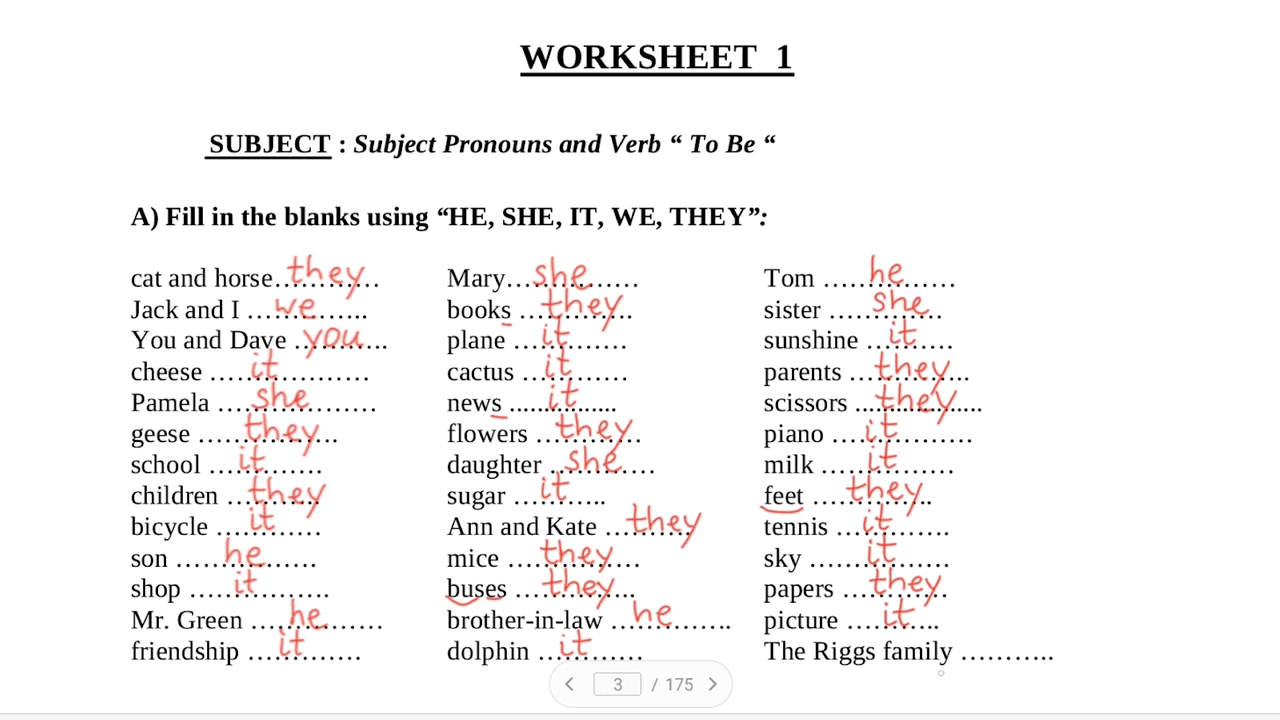 WORKSHEET 1
SUBJECT : Subject Pronouns and Verb “ To Be “
A) Fill in the blanks using “HE, SHE, IT, WE, THEY”:
cat and horse………… they Mary…………… she Tom …………… he
Jack and I ………….. we books …………. they sister ………… she
You and Dave ……….. you plane ………… it sunshine ………. it
cheese ……………… it cactus ………… it parents ………….. they
Pamela ……………… she news ................ it scissors ................... they
geese …………. they flowers ………… they piano …………… it
school ………… it daughter ………… she milk …………… it
children ………. they sugar ……….. it feet ………….. they
bicycle ………… it Ann and Kate ………. they tennis …………. it
son …………… he mice …………… they sky …………… it
shop ……………. it buses ………….. they papers …………. they
Mr. Green …………… he brother-in-law ……………. he picture ……….. it
friendship ………… it dolphin ………… it The Riggs family ………..
3 / 175